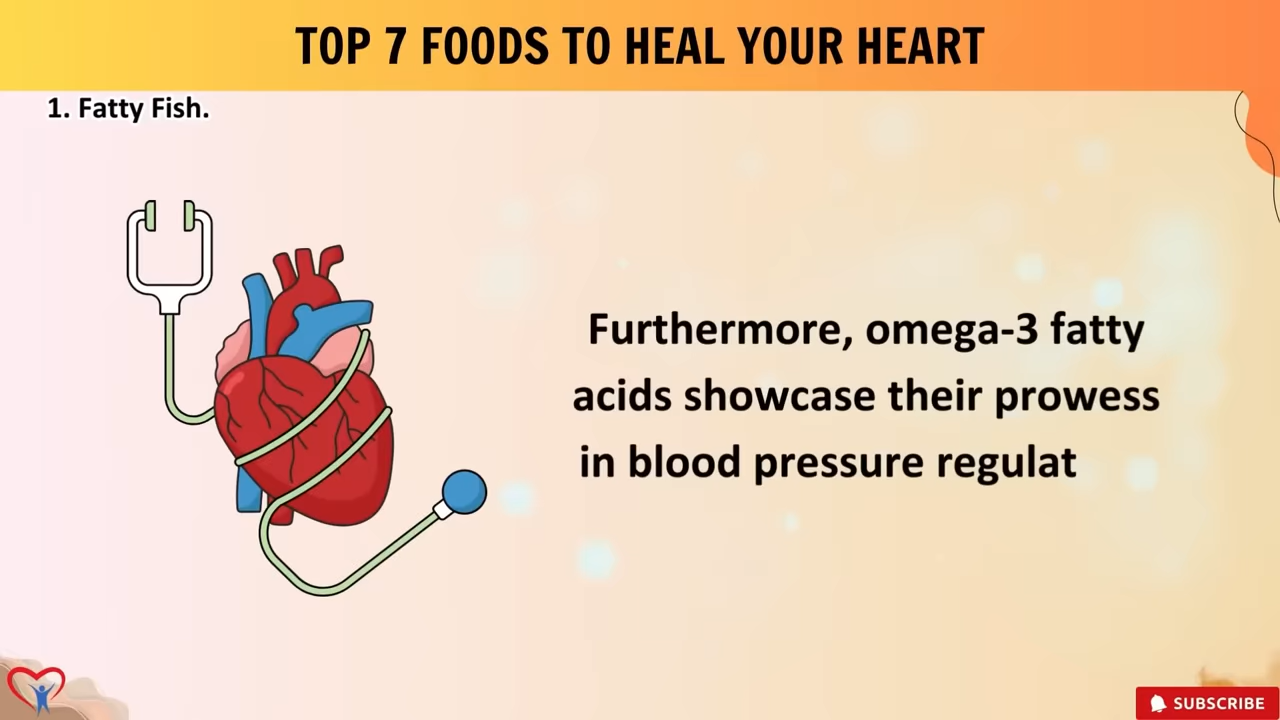 TOP 7 FOODS TO HEAL YOUR HEART
1. Fatty Fish.
Furthermore, omega-3 fatty
acids showcase their prowess
in blood pressure regulat
SUBSCRIBE